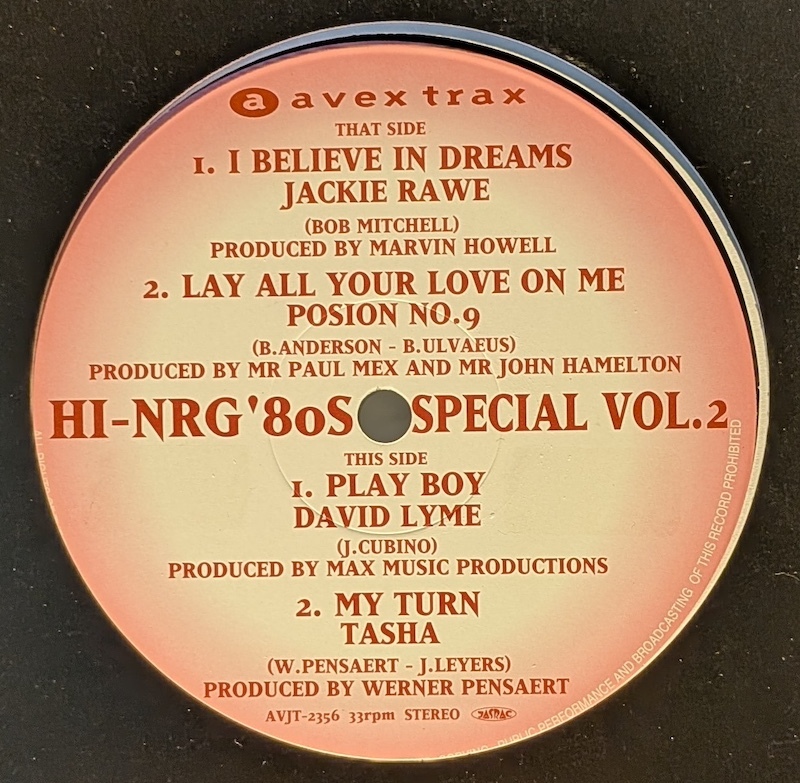 a avex trax
THAT SIDE
1. I BELIEVE IN DREAMS
JACKIE RAWE
(BOB MITCHELL)
PRODUCED BY MARVIN HOWELL
2. LAY ALL YOUR LOVE ON ME
POSION NO.9
(B.ANDERSON - B.ULVAEUS)
PRODUCED BY MR PAUL MEX AND MR JOHN HAMELTON
HI-NRG '80S SPECIAL VOL.2
THIS SIDE
1. PLAY BOY
DAVID LYME
(J.CUBINO)
PRODUCED BY MAX MUSIC PRODUCTIONS
2. MY TURN
TASHA
(W.PENSAERT - J.LEYERS)
PRODUCED BY WERNER PENSAERT
AVJT-2356 33rpm STEREO JASRAC
PUBLIC PERFORMANCE AND BROADCASTING OF THIS RECORD PROHIBITED